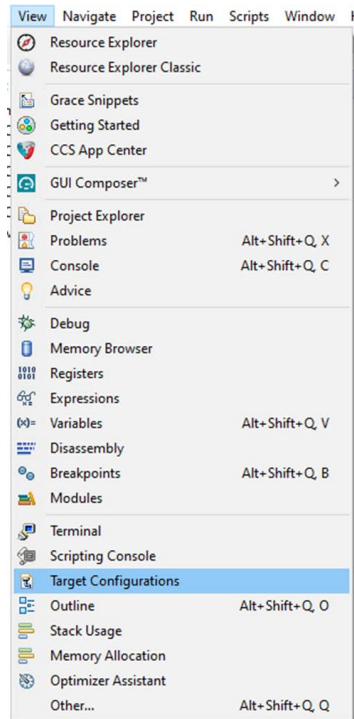 View Navigate Project Run Scripts Window
Resource Explorer
Resource Explorer Classic
Grace Snippets
Getting Started
CCS App Center
GUI Composer™ >
Project Explorer
Problems Alt+Shift+Q, X
Console Alt+Shift+Q, C
Advice
Debug
Memory Browser
Registers
Expressions
Variables Alt+Shift+Q, V
Disassembly
Breakpoints Alt+Shift+Q, B
Modules
Terminal
Scripting Console
Target Configurations
Outline Alt+Shift+Q, O
Stack Usage
Memory Allocation
Optimizer Assistant
Other... Alt+Shift+Q, Q